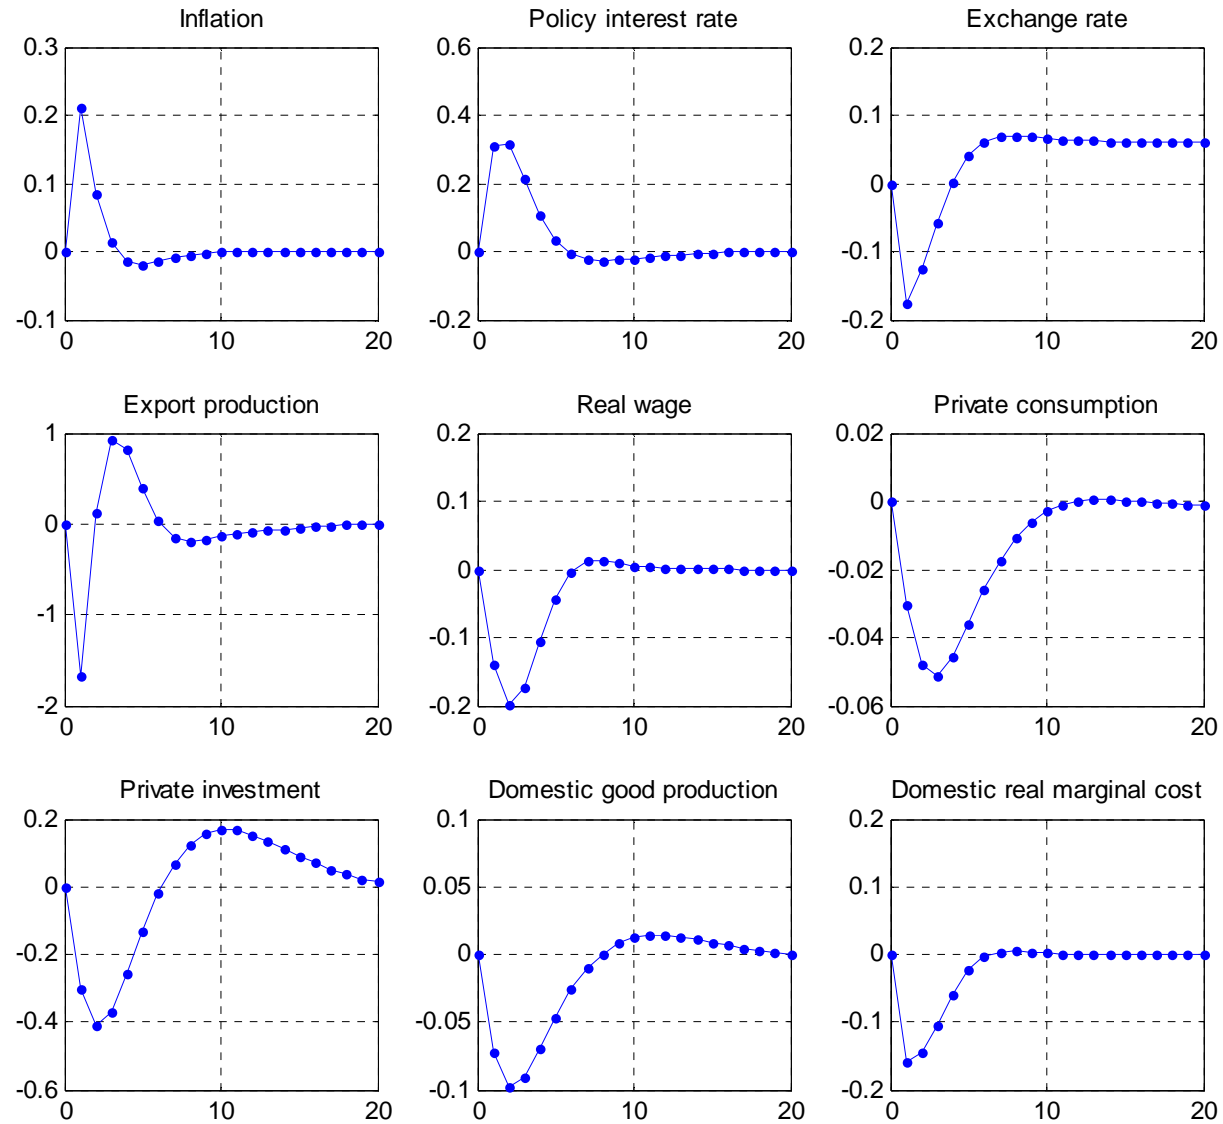 Inflation
Policy interest rate
Exchange rate
0.3
0.2
0.1
0
-0.1
0 10 20
0.6
0.4
0.2
0
-0.2
0 10 20
0.2
0.1
0
-0.1
-0.2
0 10 20
Export production
Real wage
Private consumption
1
0
-1
-2
0 10 20
0.2
0.1
0
-0.1
-0.2
0 10 20
0.02
0
-0.02
-0.04
-0.06
0 10 20
Private investment
Domestic good production
Domestic real marginal cost
0.2
0
-0.2
-0.4
-0.6
0 10 20
0.1
0.05
0
-0.05
-0.1
0 10 20
0.2
0.1
0
-0.1
-0.2
0 10 20